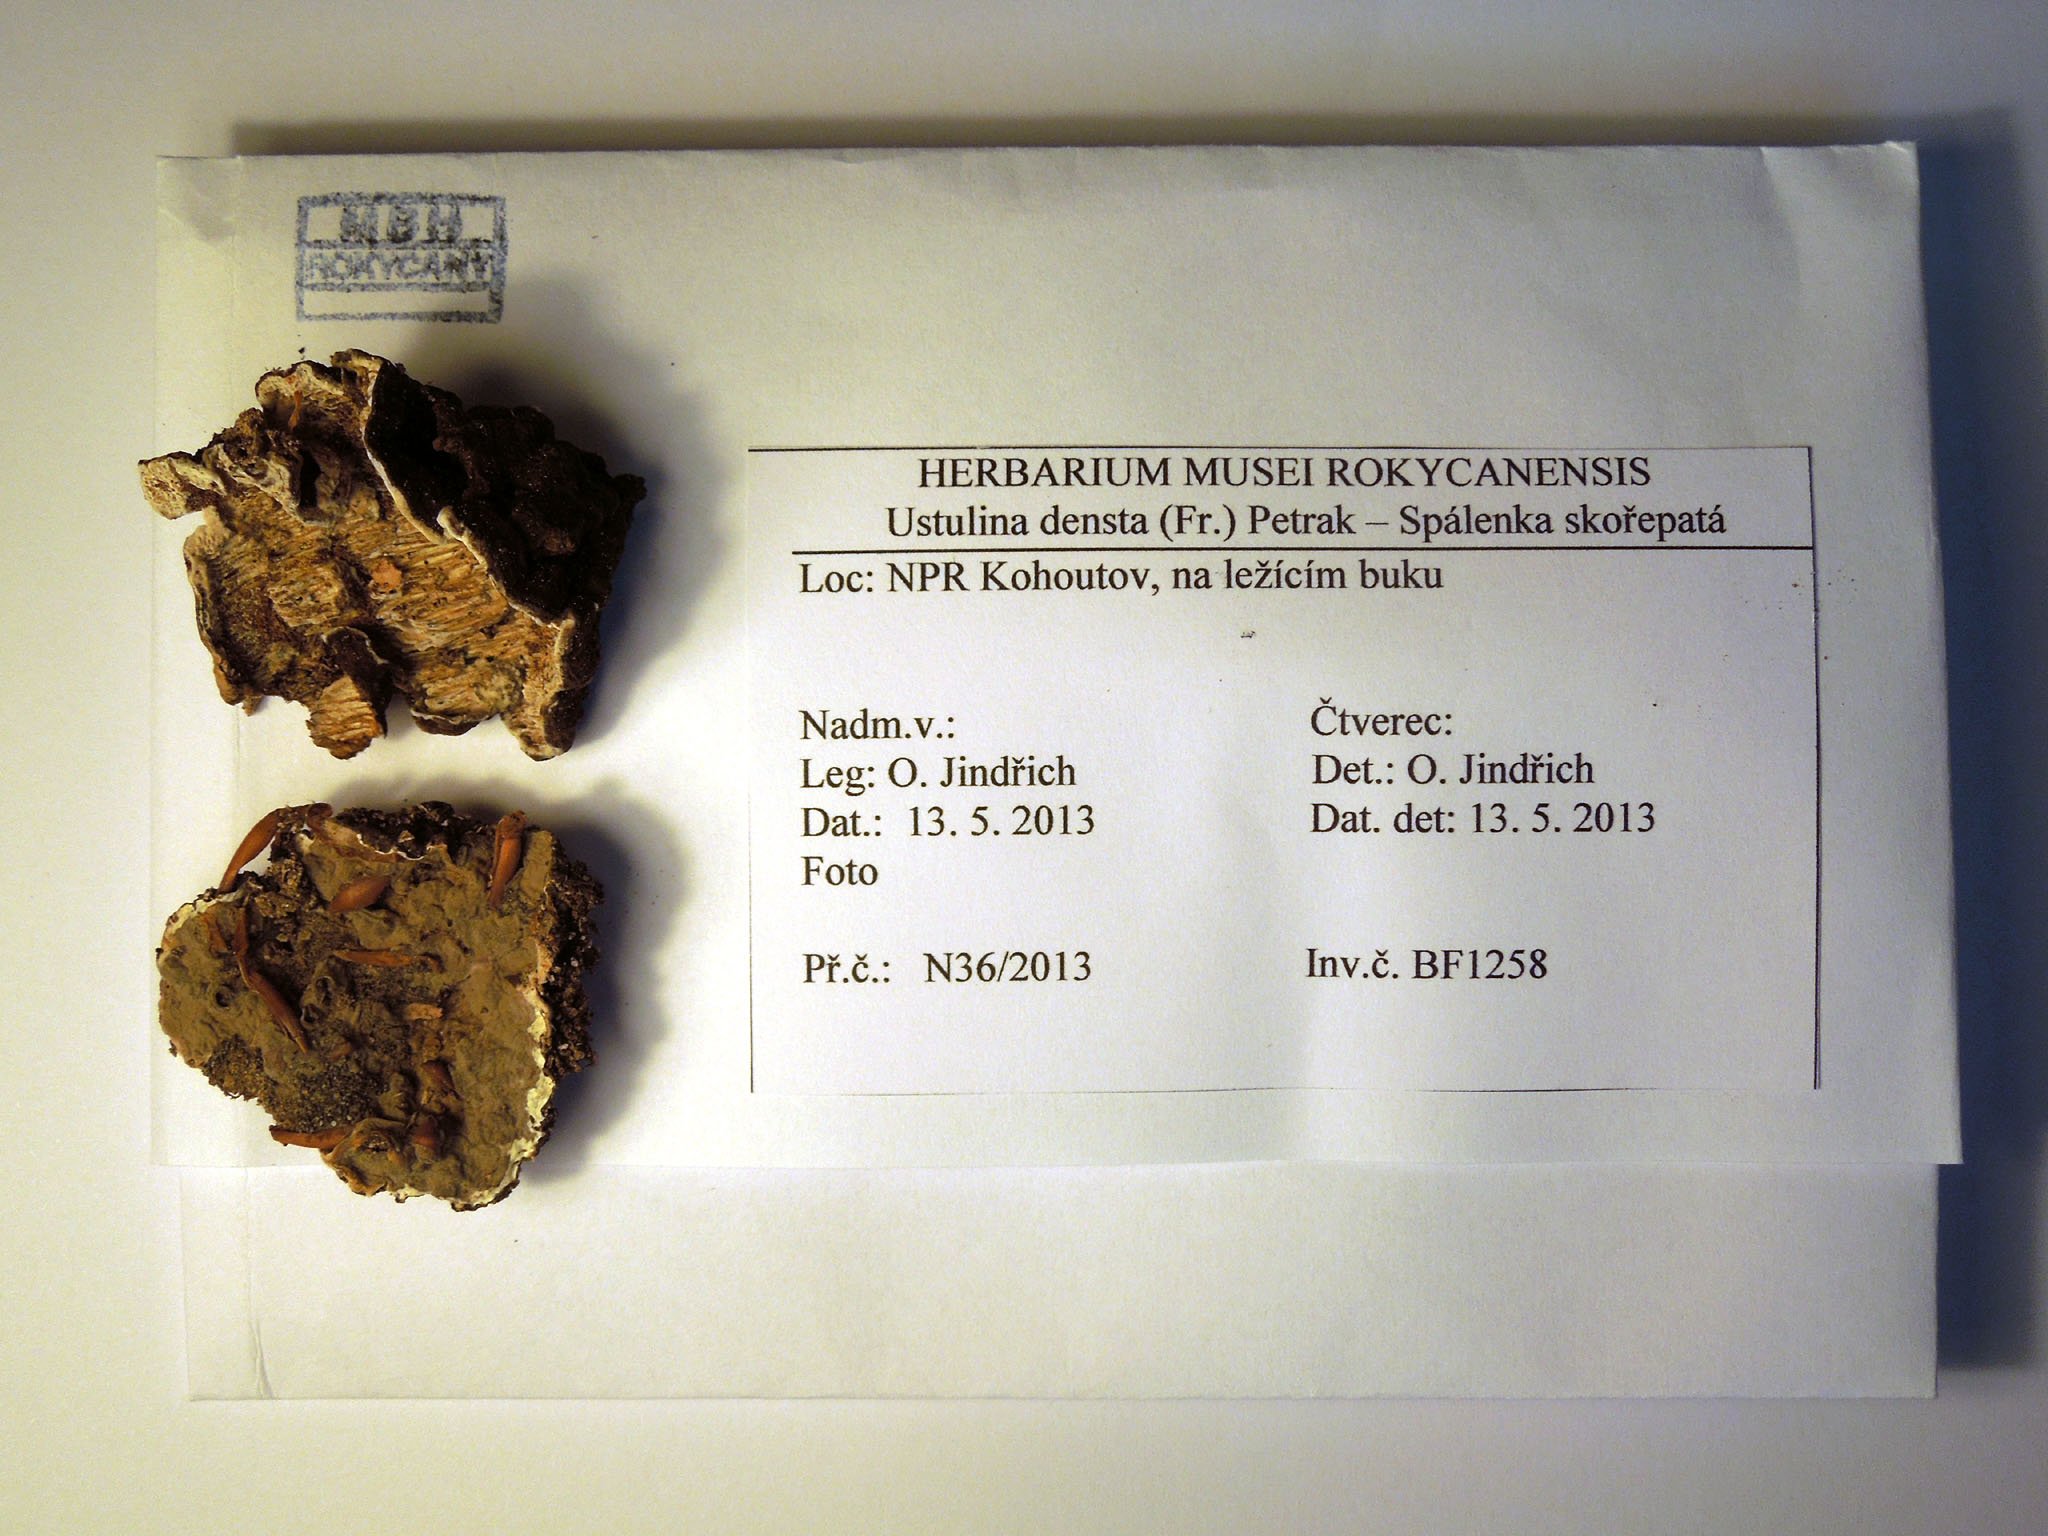 MBH
ROKYCANY
HERBARIUM MUSEI ROKYCANENSIS
Ustulina densta (Fr.) Petrak – Spálenka skořepatá
Loc: NPR Kohoutov, na ležícím buku
Nadm.v.: Čtverec:
Leg: O. Jindřich Det.: O. Jindřich
Dat.: 13. 5. 2013 Dat. det: 13. 5. 2013
Foto
Př.č.: N36/2013 Inv.č. BF1258